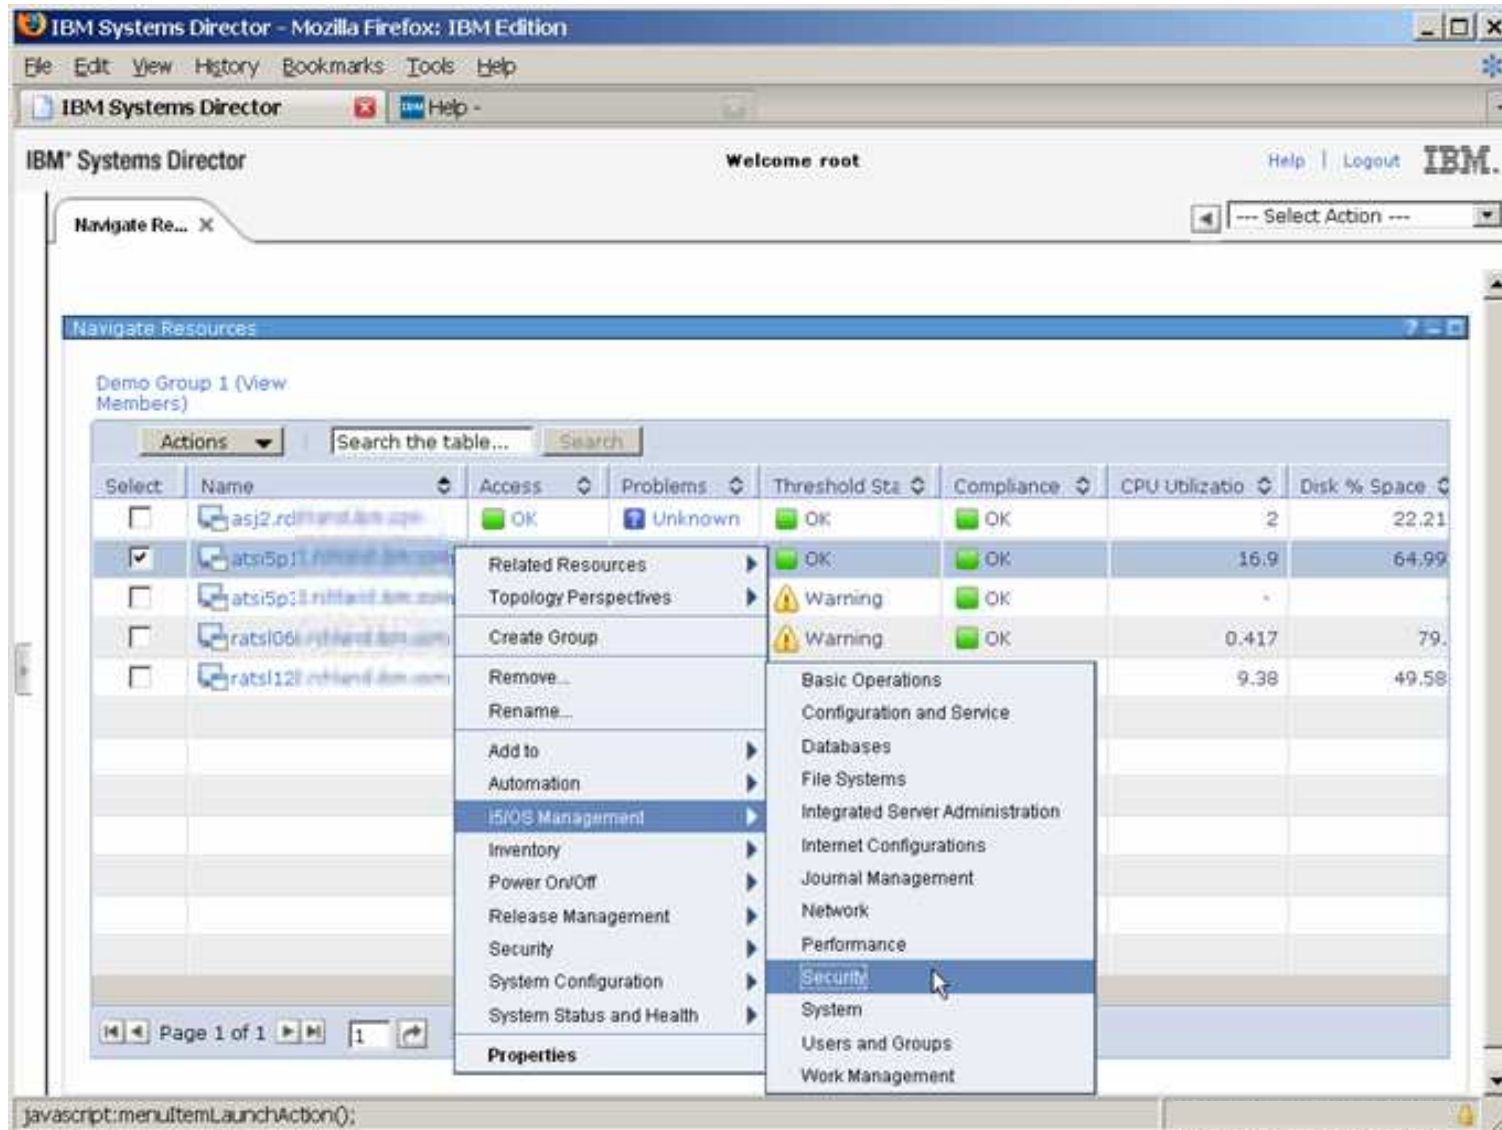 IBM Systems Director - Mozilla Firefox: IBM Edition
File Edit View History Bookmarks Tools Help
IBM Systems Director Help -
IBM® Systems Director Welcome root Help | Logout IBM.
Navigate Re... --- Select Action ---
Navigate Resources
Demo Group 1 (View
Members)
Actions Search the table... Search
Select Name Access Problems Threshold Sta Compliance CPU Utilizatio Disk % Space
OK Unknown OK OK 2 22.21
OK OK 16.9 64.99
Warning OK - -
Warning OK 0.417 79.
9.38 49.58
Related Resources
Topology Perspectives
Create Group
Remove...
Rename...
Add to
Automation
i5/OS Management
Inventory
Power On/Off
Release Management
Security
System Configuration
System Status and Health
Properties
Basic Operations
Configuration and Service
Databases
File Systems
Integrated Server Administration
Internet Configurations
Journal Management
Network
Performance
Security
System
Users and Groups
Work Management
Page 1 of 1 1
javascript:menuItemLaunchAction();